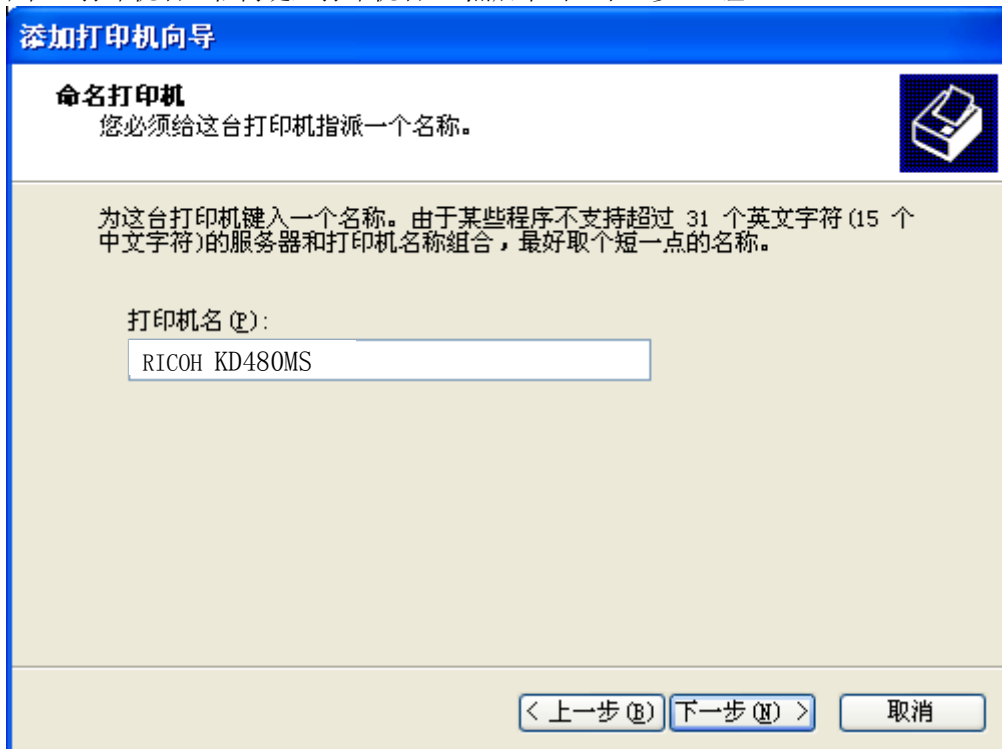 添加打印机向导
命名打印机
您必须给这台打印机指派一个名称。
为这台打印机键入一个名称。由于某些程序不支持超过 31 个英文字符(15 个
中文字符)的服务器和打印机名称组合，最好取个短一点的名称。
打印机名(P):
RICOH KD480MS
< 上一步(B) 下一步(N) > 取消